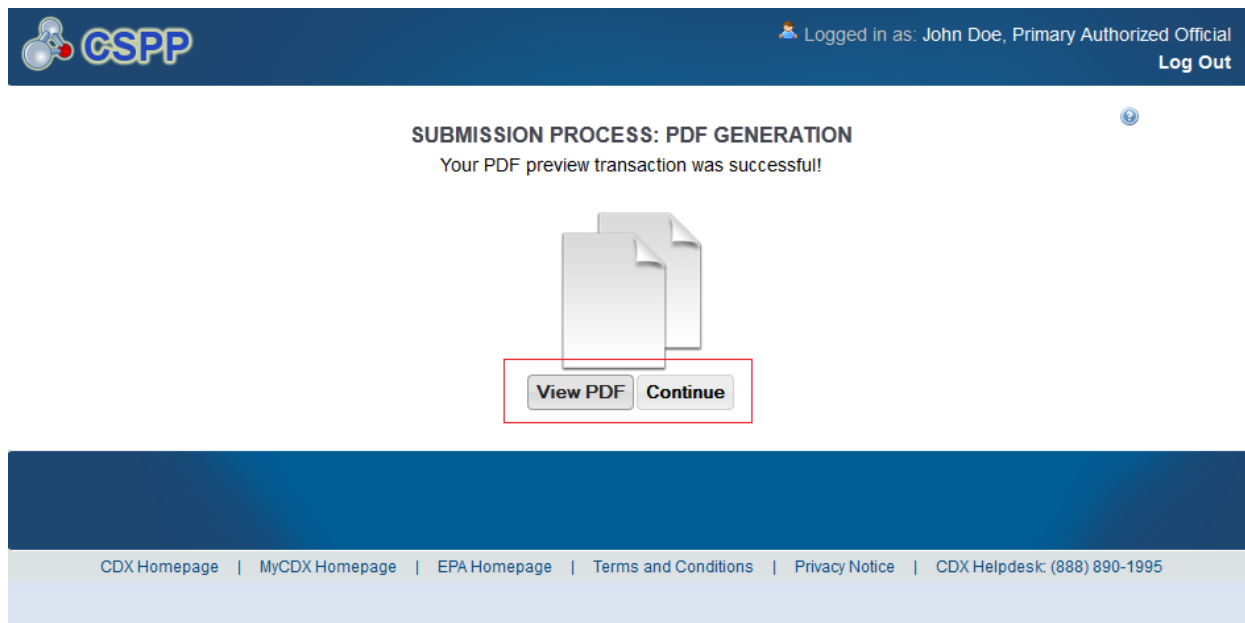 CSPP
Logged in as: John Doe, Primary Authorized Official
Log Out
SUBMISSION PROCESS: PDF GENERATION
Your PDF preview transaction was successful!
View PDF Continue
CDX Homepage | MyCDX Homepage | EPA Homepage | Terms and Conditions | Privacy Notice | CDX Helpdesk: (888) 890-1995